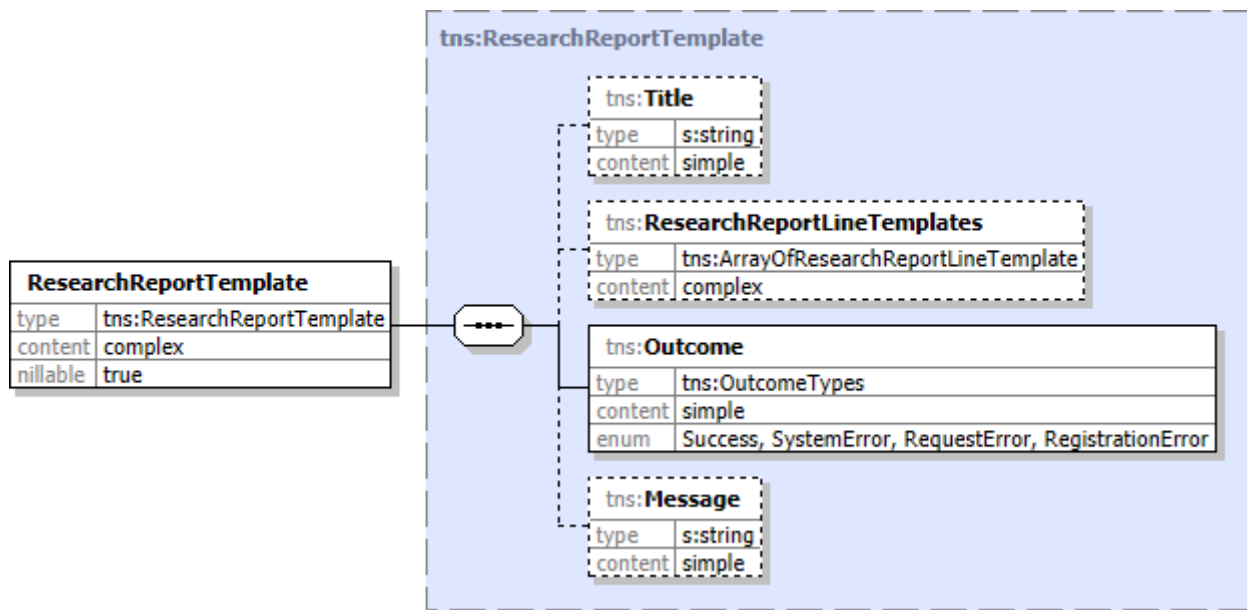 tns:ResearchReportTemplate
tns:Title
type s:string
content simple
tns:ResearchReportLineTemplates
type tns:ArrayOfResearchReportLineTemplate
content complex
ResearchReportTemplate
type tns:ResearchReportTemplate
content complex
nillable true
tns:Outcome
type tns:OutcomeTypes
content simple
enum Success, SystemError, RequestError, RegistrationError
tns:Message
type s:string
content simple